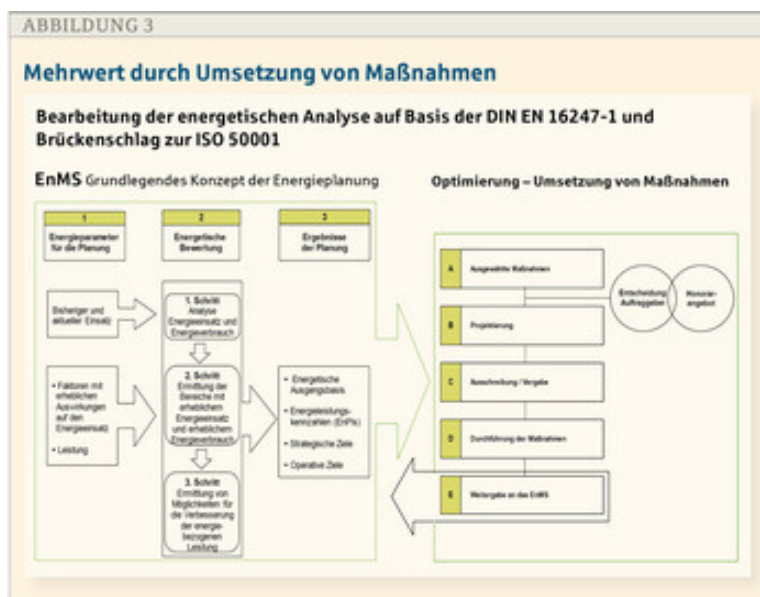 ABBILDUNG 3
Mehrwert durch Umsetzung von Maßnahmen
Bearbeitung der energetischen Analyse auf Basis der DIN EN 16247-1 und
Brückenschlag zur ISO 50001
EnMS Grundlegendes Konzept der Energieplanung
Optimierung – Umsetzung von Maßnahmen
1
Energieparameter
für die Planung
2
Energetische
Bewertung
3
Ergebnisse
der Planung
Bisheriger und
aktueller Einsatz
• Faktoren mit
erheblichen
Auswirkungen
auf den
Energieeinsatz
• Leistung
1. Schritt
Analyse
Energieeinsatz und
Energieverbrauch
2. Schritt
Ermittlung der
Bereiche mit
erheblichem
Energieeinsatz
und erheblichem
Energieverbrauch
3. Schritt
Ermittlung von
Möglichkeiten für
die Verbesserung
der energie-
bezogenen
Leistung
• Energetische
Ausgangsbasis
• Energieleistungs-
kennzahlen (EnPIs)
• Strategische Ziele
• Operative Ziele
A Ausgewählte Maßnahmen
Entscheidung
Auftraggeber
Honorar-
angebot
B Projektierung
C Ausschreibung / Vergabe
D Durchführung der Maßnahmen
E Weitergabe an das EnMS